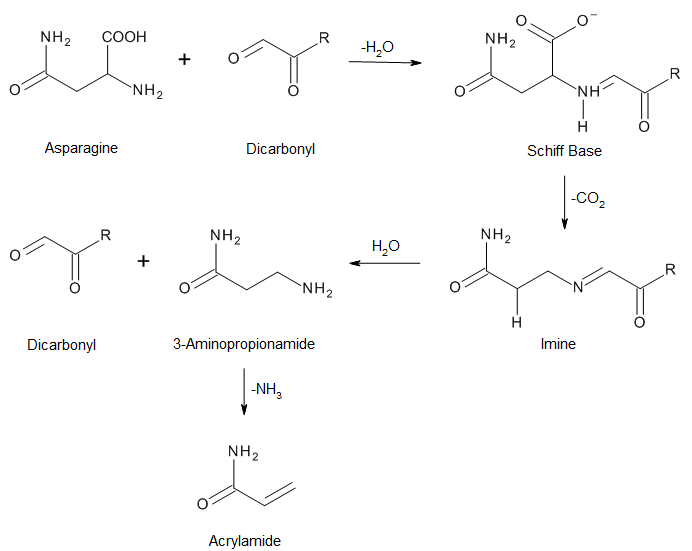 NH2 COOH
O NH2
Asparagine
+
O R
O
Dicarbonyl
-H2O
O O−
NH2
O NH R
H O
Schiff Base
-CO2
O R
O
Dicarbonyl
+
NH2
O NH2
3-Aminopropionamide
H2O
NH2
O N R
H O
Imine
-NH3
NH2
O
Acrylamide